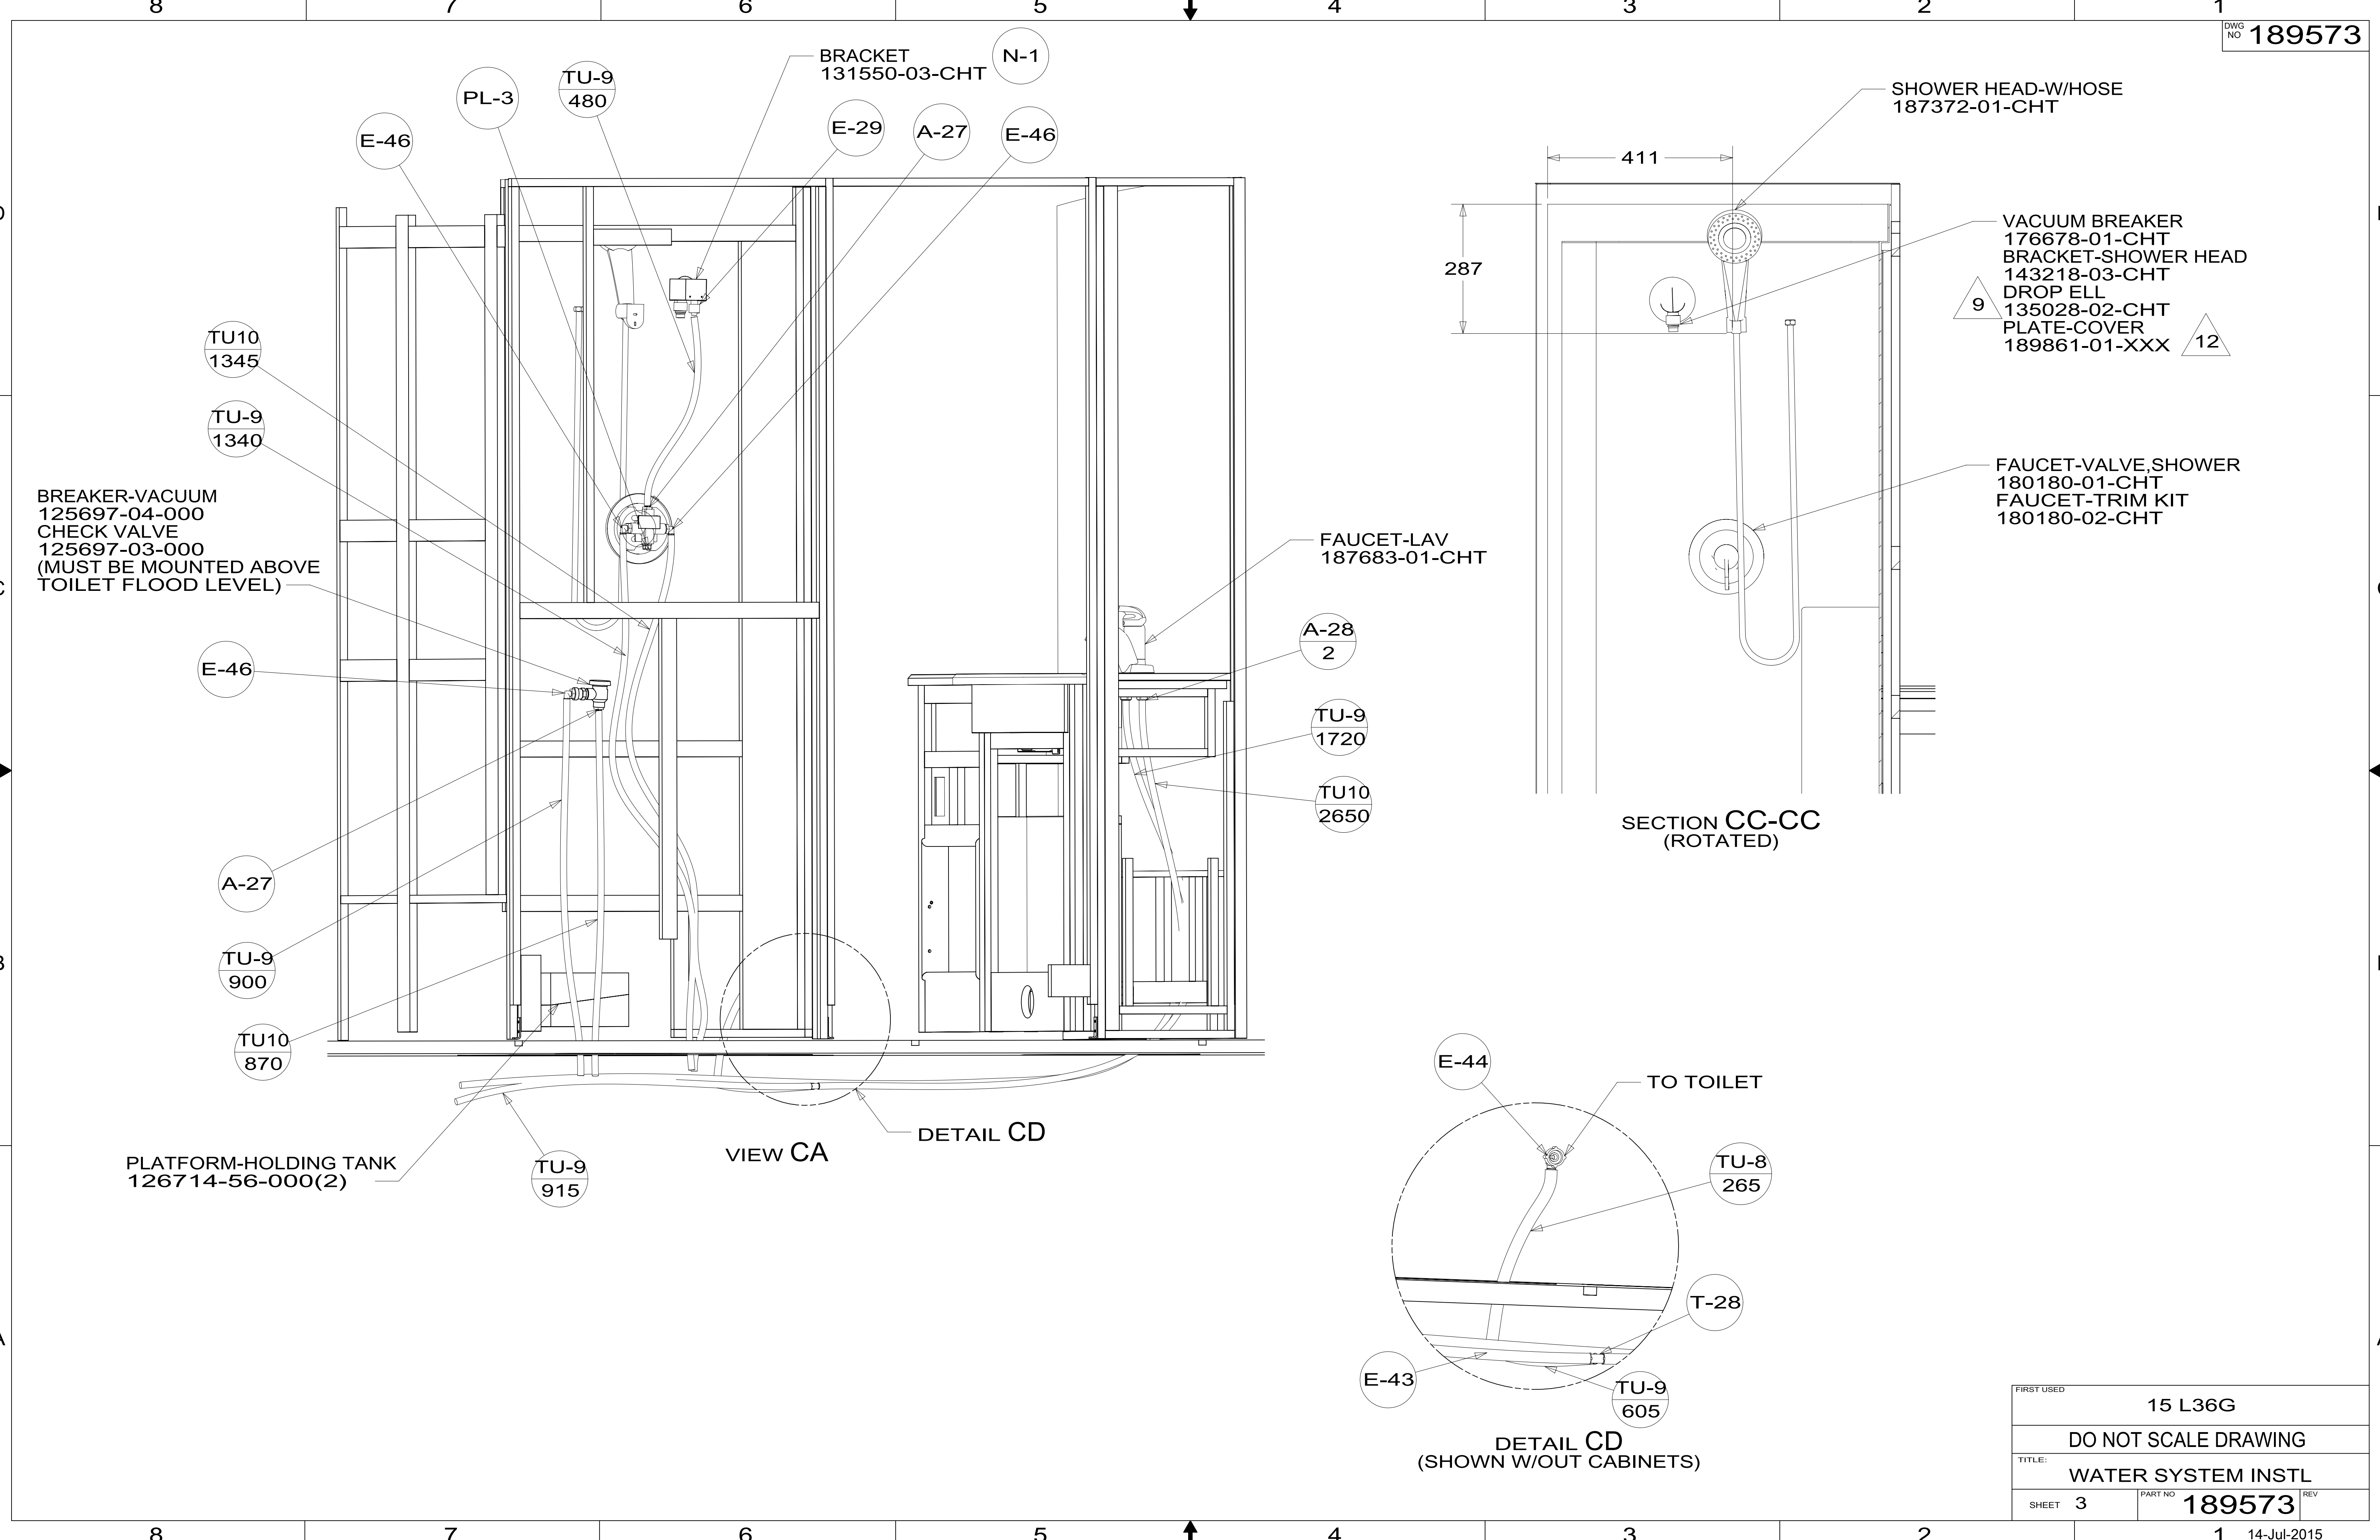 8 7 6 5 4 3 2 1
DWG NO 189573
BRACKET
131550-03-CHT
N-1
PL-3
TU-9
480
E-46
E-29
A-27
E-46
SHOWER HEAD-W/HOSE
187372-01-CHT
411
287
VACUUM BREAKER
176678-01-CHT
BRACKET-SHOWER HEAD
143218-03-CHT
DROP ELL
135028-02-CHT
PLATE-COVER
189861-01-XXX
9
12
TU10
1345
TU-9
1340
BREAKER-VACUUM
125697-04-000
CHECK VALVE
125697-03-000
(MUST BE MOUNTED ABOVE
TOILET FLOOD LEVEL)
FAUCET-VALVE,SHOWER
180180-01-CHT
FAUCET-TRIM KIT
180180-02-CHT
FAUCET-LAV
187683-01-CHT
E-46
A-28
2
TU-9
1720
TU10
2650
SECTION CC-CC
(ROTATED)
A-27
TU-9
900
TU10
870
PLATFORM-HOLDING TANK
126714-56-000(2)
TU-9
915
VIEW CA
DETAIL CD
E-44
TO TOILET
TU-8
265
T-28
E-43
TU-9
605
DETAIL CD
(SHOWN W/OUT CABINETS)
FIRST USED
15 L36G
DO NOT SCALE DRAWING
TITLE:
WATER SYSTEM INSTL
SHEET 3
PART NO 189573
REV
8 7 6 5 4 3 2 1
14-Jul-2015